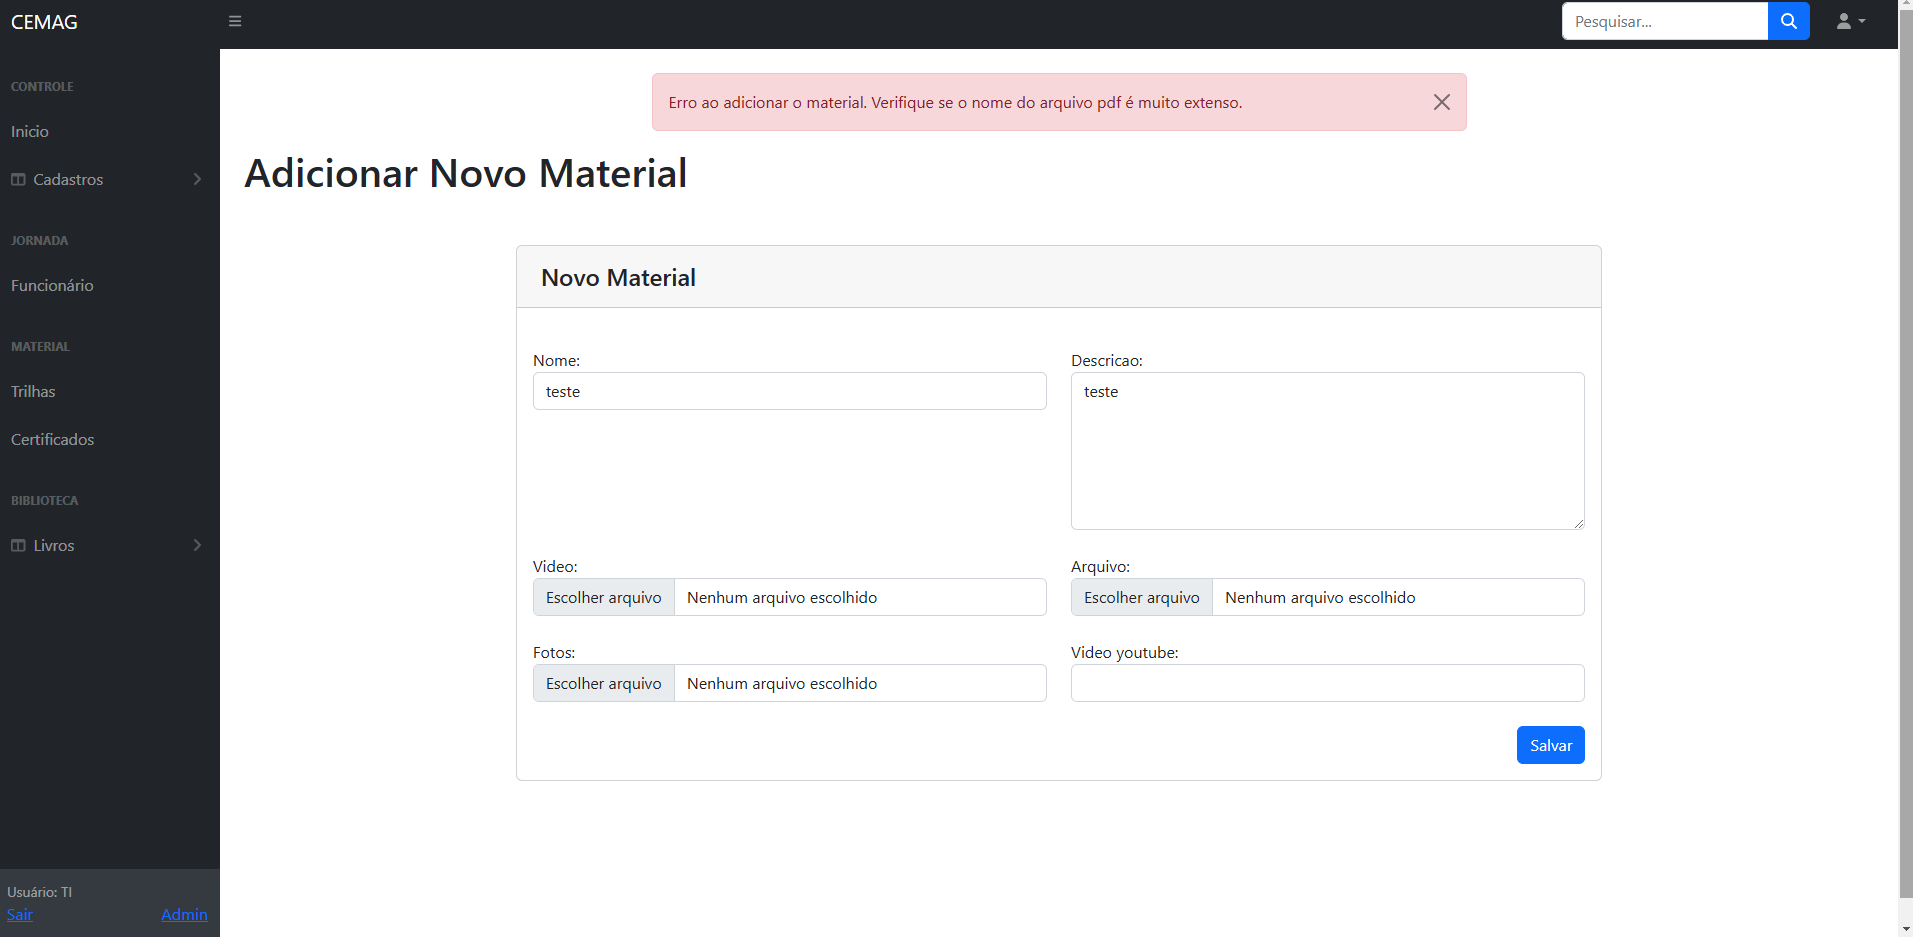 CEMAG
Pesquisar...
CONTROLE
Inicio
Cadastros
JORNADA
Funcionário
MATERIAL
Trilhas
Certificados
BIBLIOTECA
Livros
Usuário: TI
Sair
Admin
Erro ao adicionar o material. Verifique se o nome do arquivo pdf é muito extenso.
Adicionar Novo Material
Novo Material
Nome:
teste
Descricao:
teste
Video:
Escolher arquivo Nenhum arquivo escolhido
Arquivo:
Escolher arquivo Nenhum arquivo escolhido
Fotos:
Escolher arquivo Nenhum arquivo escolhido
Video youtube:
Salvar